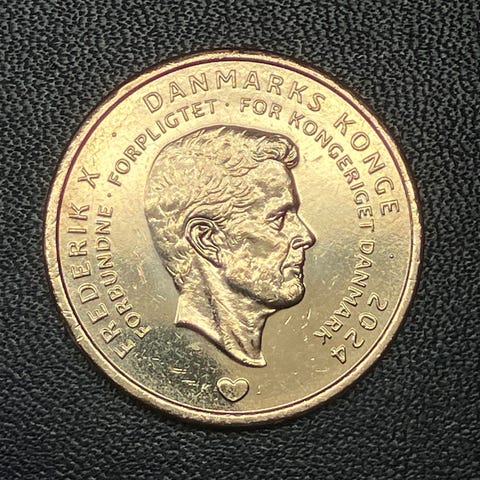 FREDERIK X DANMARKS KONGE · 2024
FORBUNDNE · FORPLIGTET · FOR KONGERIGET DANMARK